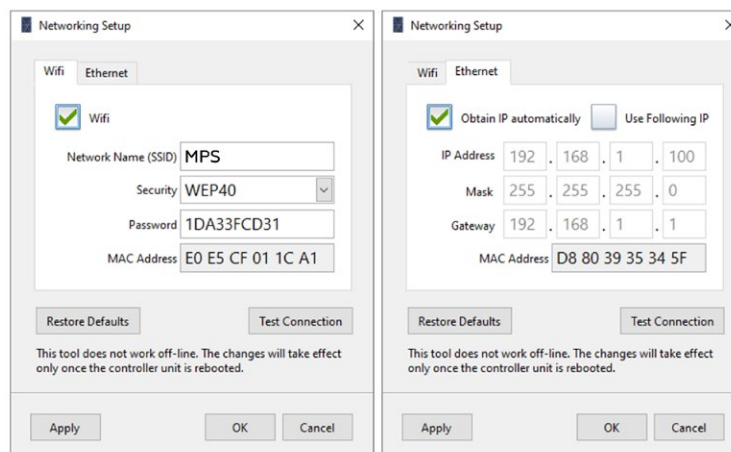 Networking Setup
Wifi Ethernet
Wifi
Network Name (SSID) MPS
Security WEP40
Password 1DA33FCD31
MAC Address E0 E5 CF 01 1C A1
Restore Defaults Test Connection
This tool does not work off-line. The changes will take effect
only once the controller unit is rebooted.
Apply OK Cancel
Networking Setup
Wifi Ethernet
Obtain IP automatically Use Following IP
IP Address 192 . 168 . 1 . 100
Mask 255 . 255 . 255 . 0
Gateway 192 . 168 . 1 . 1
MAC Address D8 80 39 35 34 5F
Restore Defaults Test Connection
This tool does not work off-line. The changes will take effect
only once the controller unit is rebooted.
Apply OK Cancel